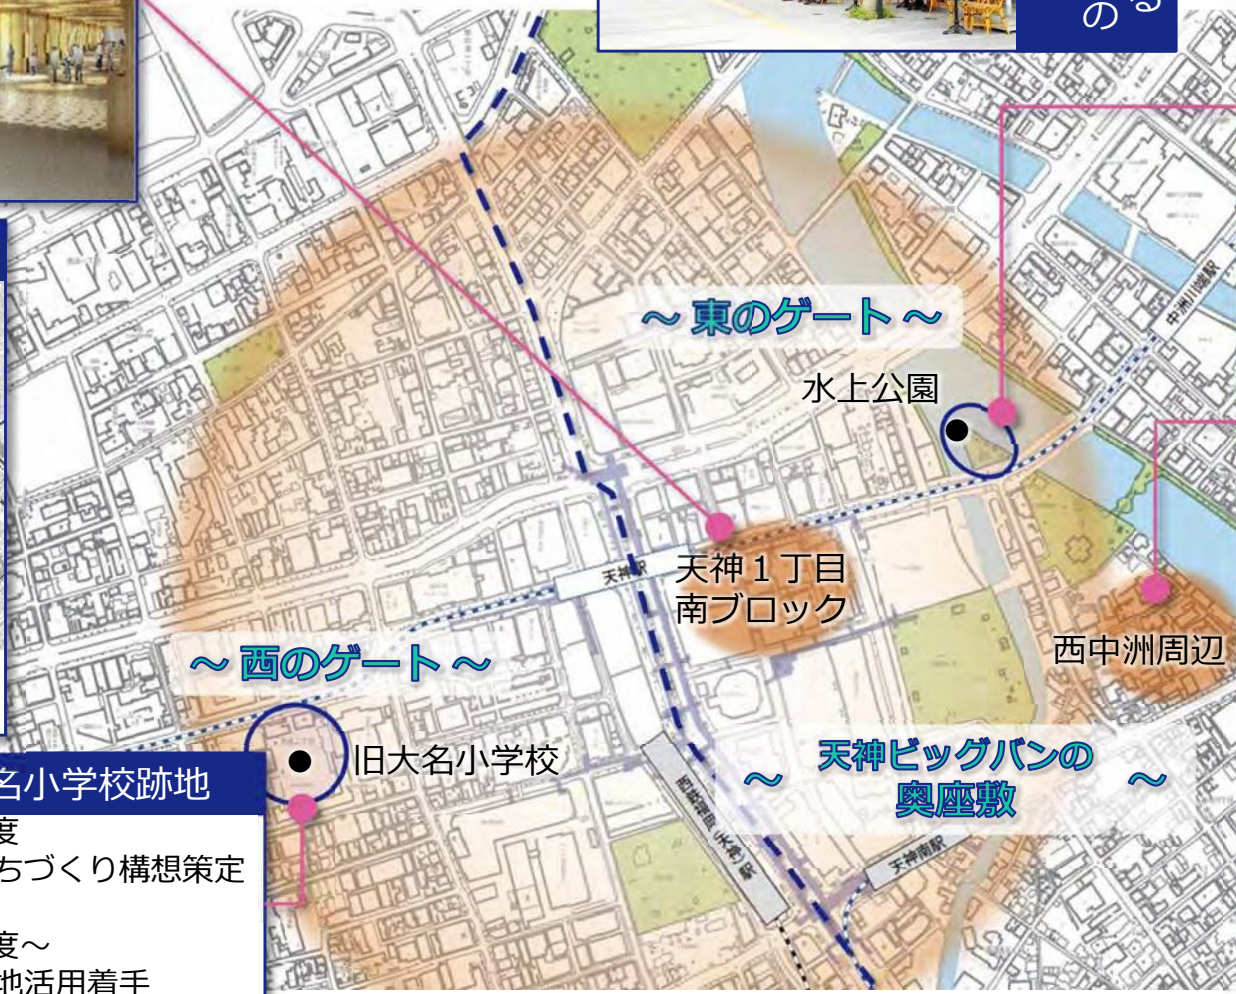 る
の
～ 東のゲート ～
水上公園
中洲川端駅
天神駅
天神１丁目
南ブロック
西中洲周辺
～ 西のゲート ～
旧大名小学校
～ 天神ビッグバンの ～
奥座敷
西鉄福岡(天神)駅
天神南駅
名小学校跡地
度
ちづくり構想策定
度～
地活用着手